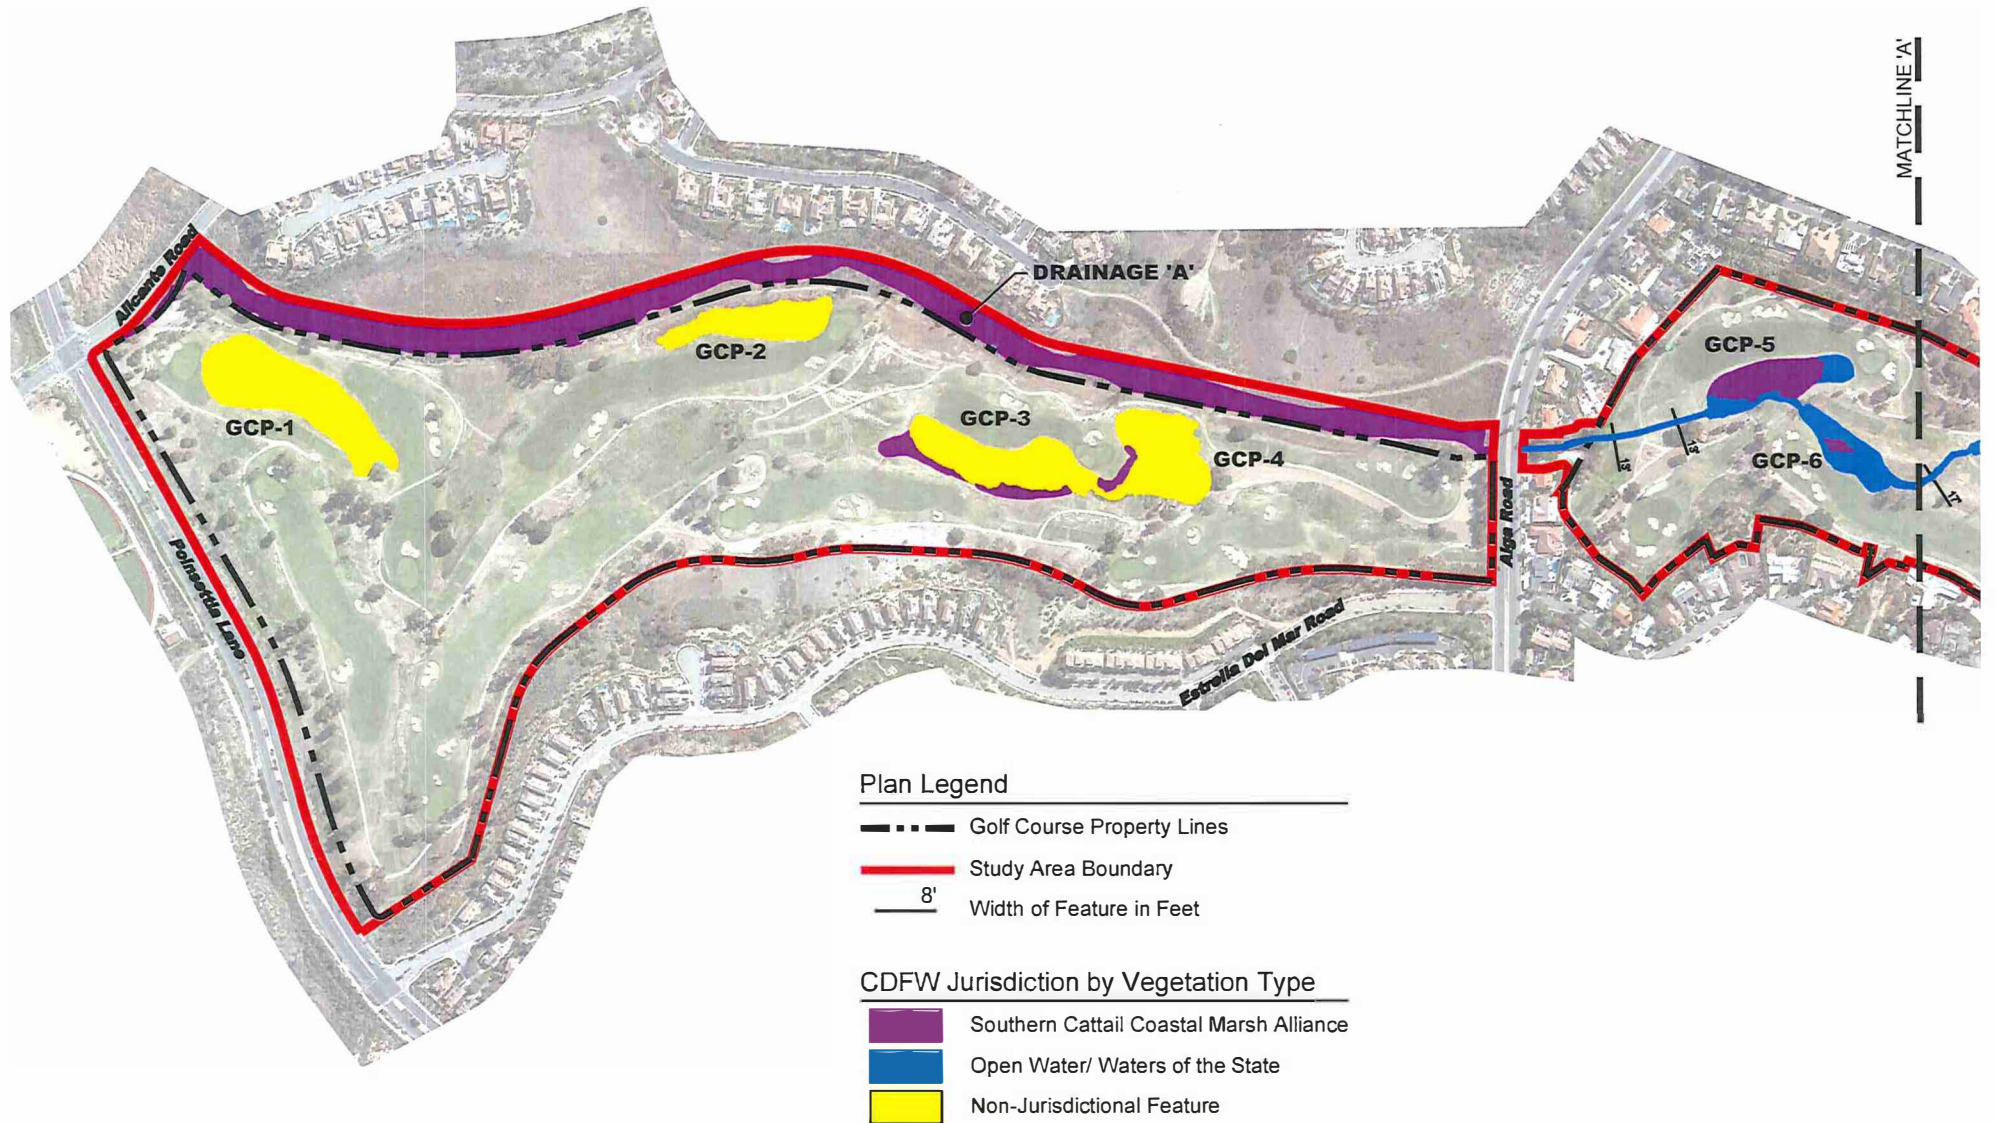 MATCHLINE 'A'
Alicante Road
DRAINAGE 'A'
GCP-5
GCP-2
GCP-3
GCP-1
GCP-4
GCP-6
13'
13'
17'
Alga Road
Poinsettia Lane
Estrella Del Mar Road
Plan Legend
Golf Course Property Lines
Study Area Boundary
8'
Width of Feature in Feet
CDFW Jurisdiction by Vegetation Type
Southern Cattail Coastal Marsh Alliance
Open Water/ Waters of the State
Non-Jurisdictional Feature